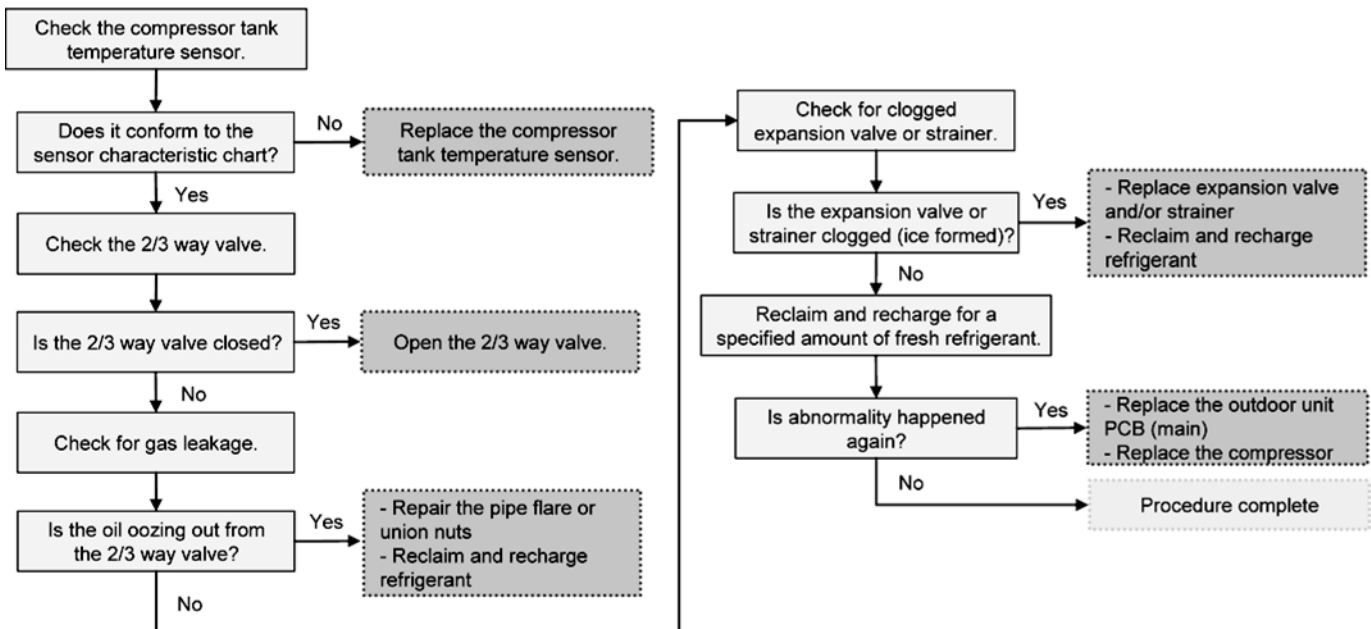 Check the compressor tank
temperature sensor.
Does it conform to the
sensor characteristic chart?
No
Replace the compressor
tank temperature sensor.
Yes
Check the 2/3 way valve.
Is the 2/3 way valve closed?
Yes
Open the 2/3 way valve.
No
Check for gas leakage.
Is the oil oozing out from
the 2/3 way valve?
Yes
- Repair the pipe flare or
union nuts
- Reclaim and recharge
refrigerant
No
Check for clogged
expansion valve or strainer.
Is the expansion valve or
strainer clogged (ice formed)?
Yes
- Replace expansion valve
and/or strainer
- Reclaim and recharge
refrigerant
No
Reclaim and recharge for a
specified amount of fresh refrigerant.
Is abnormality happened
again?
Yes
- Replace the outdoor unit
PCB (main)
- Replace the compressor
No
Procedure complete